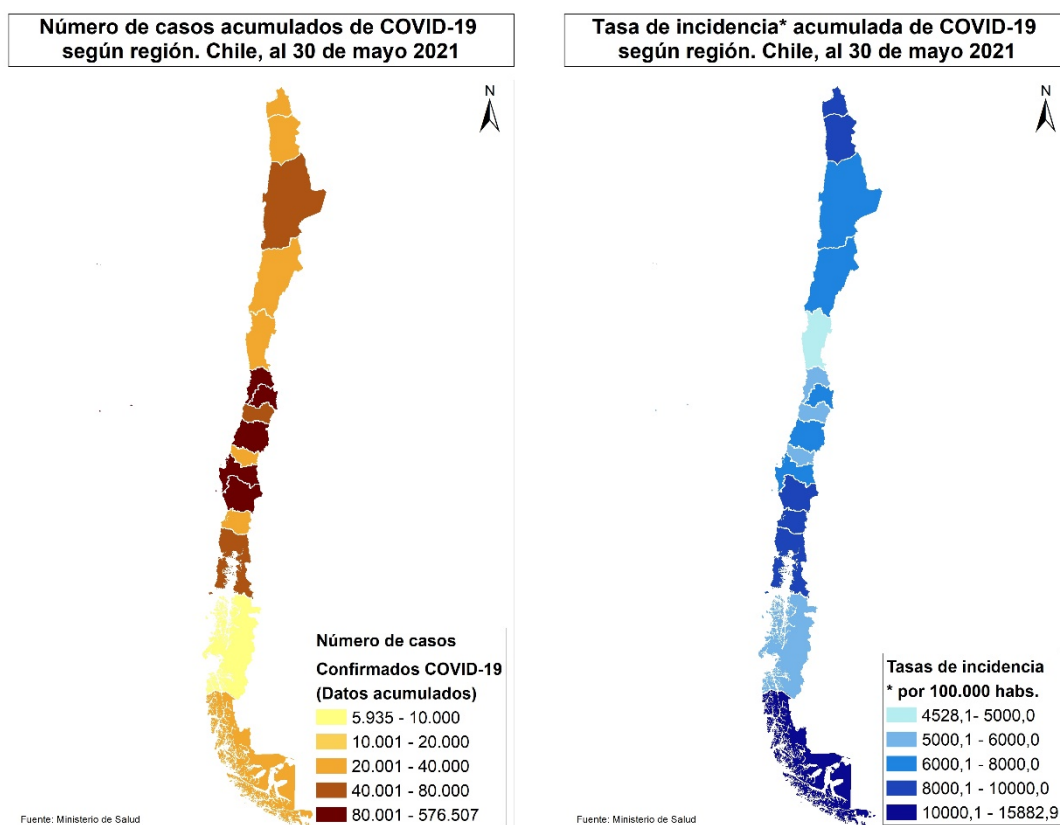 Número de casos acumulados de COVID-19
según región. Chile, al 30 de mayo 2021
N
Número de casos
Confirmados COVID-19
(Datos acumulados)
5.935 - 10.000
10.001 - 20.000
20.001 - 40.000
40.001 - 80.000
80.001 - 576.507
Fuente: Ministerio de Salud
Tasa de incidencia* acumulada de COVID-19
según región. Chile, al 30 de mayo 2021
N
Tasas de incidencia
* por 100.000 habs.
4528,1- 5000,0
5000,1 - 6000,0
6000,1 - 8000,0
8000,1 - 10000,0
10000,1 - 15882,9
Fuente: Ministerio de Salud